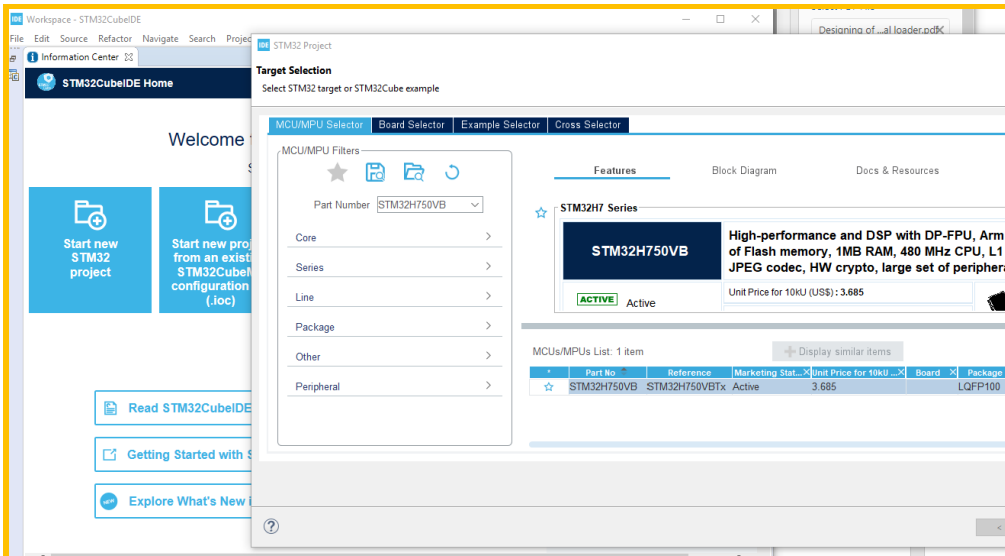 IDE Workspace - STM32CubeIDE
File Edit Source Refactor Navigate Search Projec
Information Center
STM32CubeIDE Home
Welcome
Start new
STM32
project
Start new proj
from an existi
STM32CubeM
configuration
(.ioc)
Read STM32CubeIDE
Getting Started with S
NEW Explore What's New i
Designing of ...al loader.pdf
IDE STM32 Project
Target Selection
Select STM32 target or STM32Cube example
MCU/MPU Selector Board Selector Example Selector Cross Selector
MCU/MPU Filters
Part Number STM32H750VB
Core
Series
Line
Package
Other
Peripheral
Features Block Diagram Docs & Resources
STM32H7 Series
STM32H750VB
High-performance and DSP with DP-FPU, Arm
of Flash memory, 1MB RAM, 480 MHz CPU, L1
JPEG codec, HW crypto, large set of periphera
ACTIVE Active
Unit Price for 10kU (US$) : 3.685
MCUs/MPUs List: 1 item
+ Display similar items
* Part No Reference Marketing Stat... X Unit Price for 10kU ... X Board X Package
STM32H750VB STM32H750VBTx Active 3.685 LQFP100
?
<